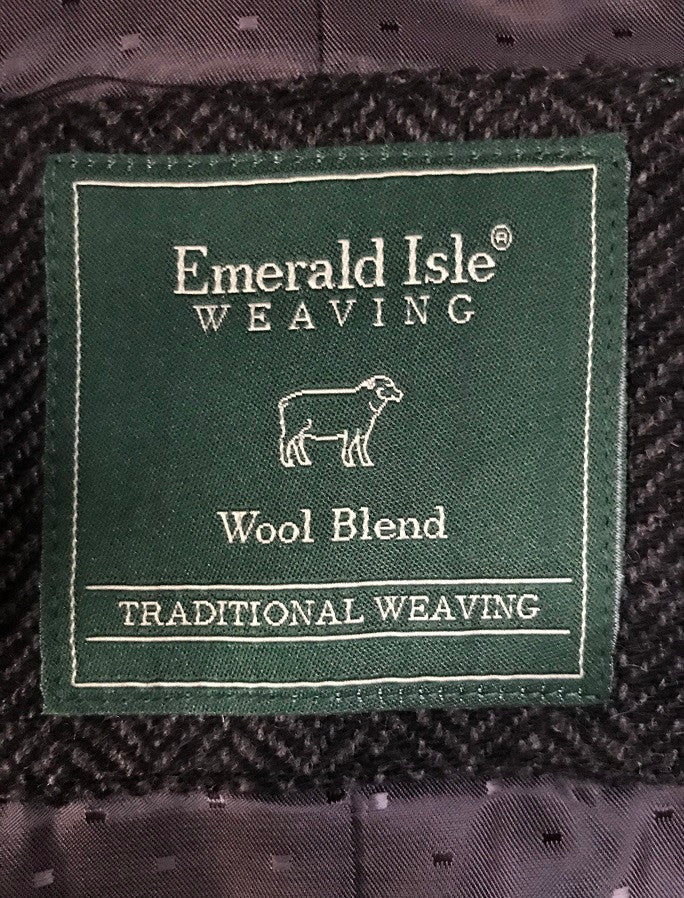 Emerald Isle®
WEAVING
Wool Blend
TRADITIONAL WEAVING